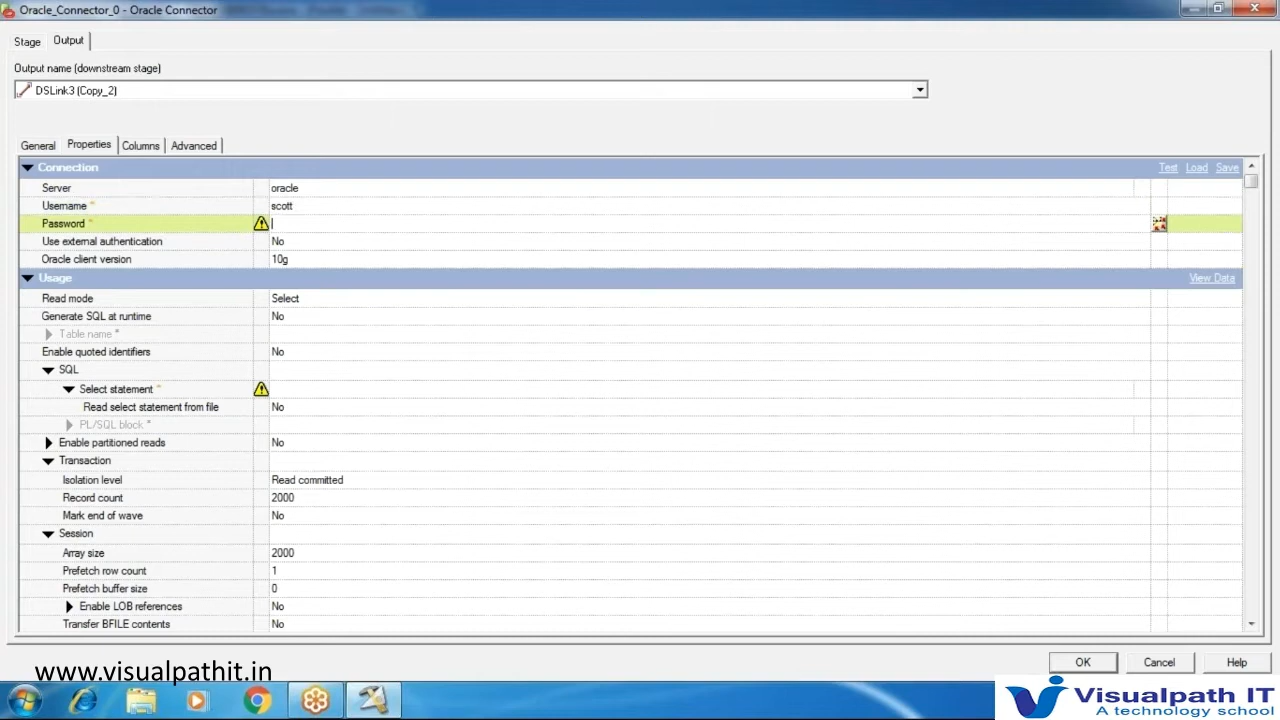 Oracle_Connector_0 - Oracle Connector
Stage Output
Output name (downstream stage)
DSLink3 (Copy_2)
General Properties Columns Advanced
Connection Test Load Save
Server oracle
Username * scott
Password *
Use external authentication No
Oracle client version 10g
Usage View Data
Read mode Select
Generate SQL at runtime No
Table name *
Enable quoted identifiers No
SQL
Select statement *
Read select statement from file No
PL/SQL block *
Enable partitioned reads No
Transaction
Isolation level Read committed
Record count 2000
Mark end of wave No
Session
Array size 2000
Prefetch row count 1
Prefetch buffer size 0
Enable LOB references No
Transfer BFILE contents No
OK Cancel Help
www.visualpathit.in
Visualpath IT
A technology school